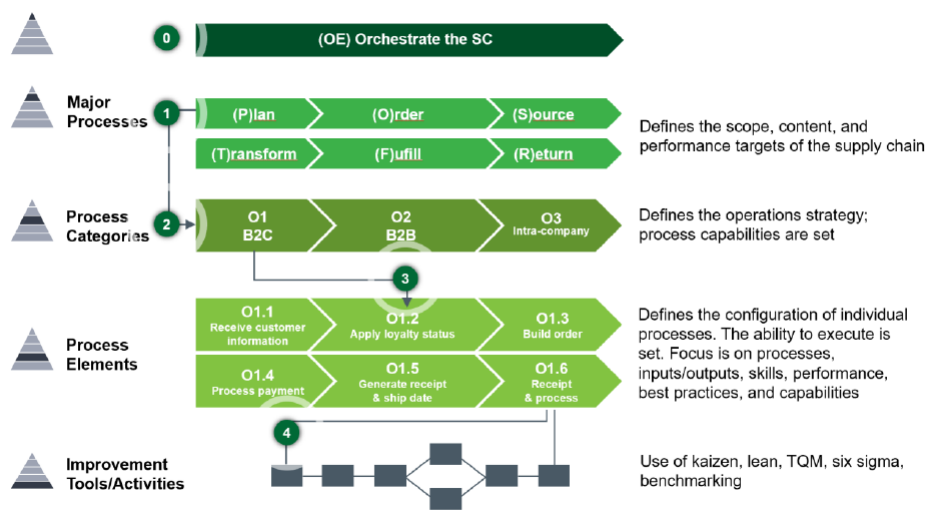 0
(OE) Orchestrate the SC
Major
Processes
1
(P)lan
(O)rder
(S)ource
(T)ransform
(F)ufill
(R)eturn
Defines the scope, content, and
performance targets of the supply chain
Process
Categories
2
O1
B2C
O2
B2B
O3
Intra-company
Defines the operations strategy;
process capabilities are set
3
Process
Elements
O1.1
Receive customer
information
O1.2
Apply loyalty status
O1.3
Build order
O1.4
Process payment
O1.5
Generate receipt
& ship date
O1.6
Receipt
& process
Defines the configuration of individual
processes. The ability to execute is
set. Focus is on processes,
inputs/outputs, skills, performance,
best practices, and capabilities
4
Improvement
Tools/Activities
Use of kaizen, lean, TQM, six sigma,
benchmarking